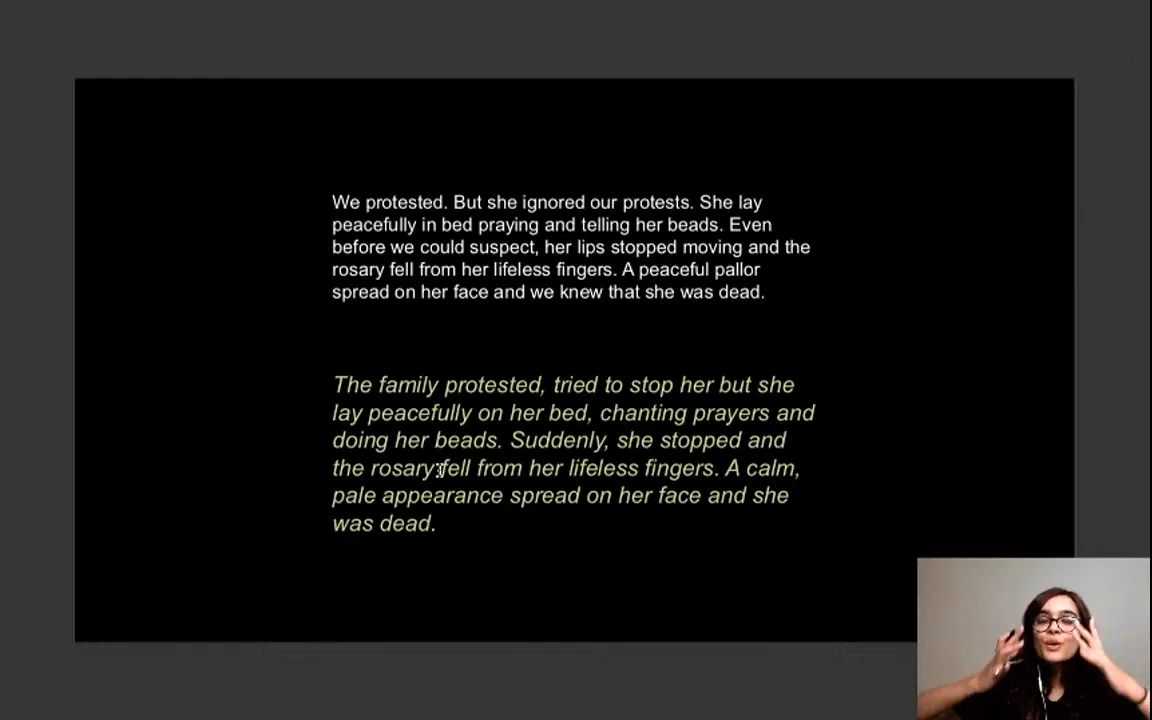 We protested. But she ignored our protests. She lay
peacefully in bed praying and telling her beads. Even
before we could suspect, her lips stopped moving and the
rosary fell from her lifeless fingers. A peaceful pallor
spread on her face and we knew that she was dead.
The family protested, tried to stop her but she
lay peacefully on her bed, chanting prayers and
doing her beads. Suddenly, she stopped and
the rosary fell from her lifeless fingers. A calm,
pale appearance spread on her face and she
was dead.